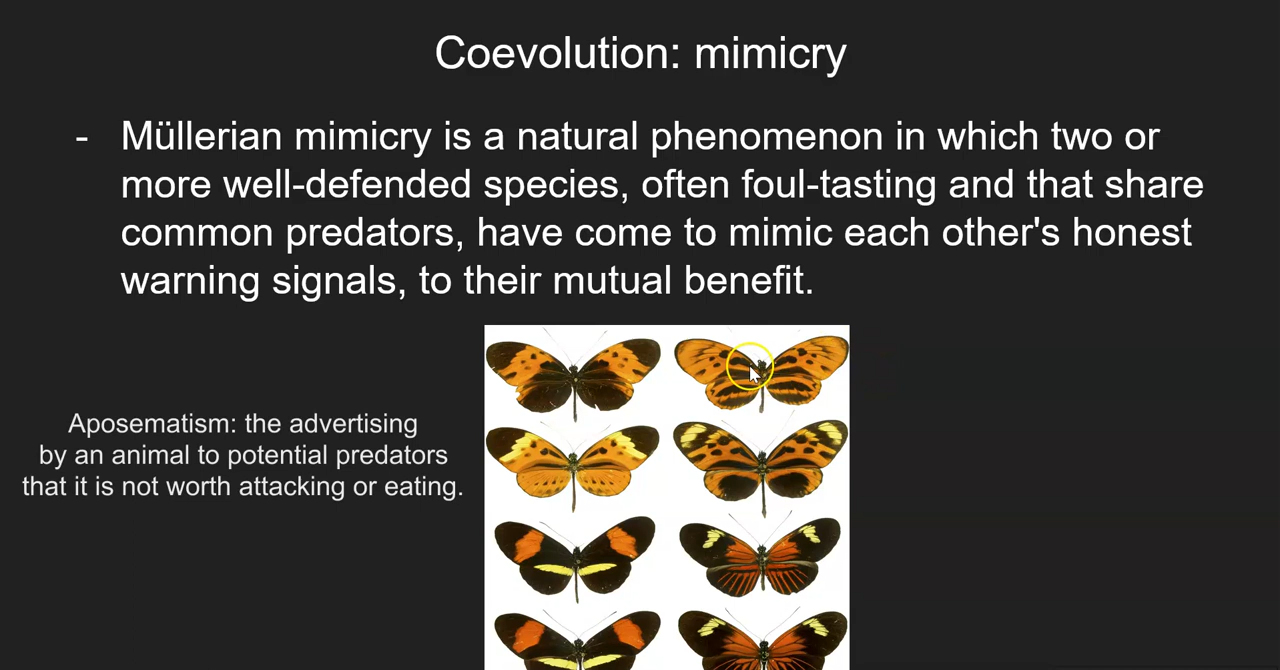 Coevolution: mimicry
- Müllerian mimicry is a natural phenomenon in which two or
more well-defended species, often foul-tasting and that share
common predators, have come to mimic each other's honest
warning signals, to their mutual benefit.
Aposematism: the advertising
by an animal to potential predators
that it is not worth attacking or eating.